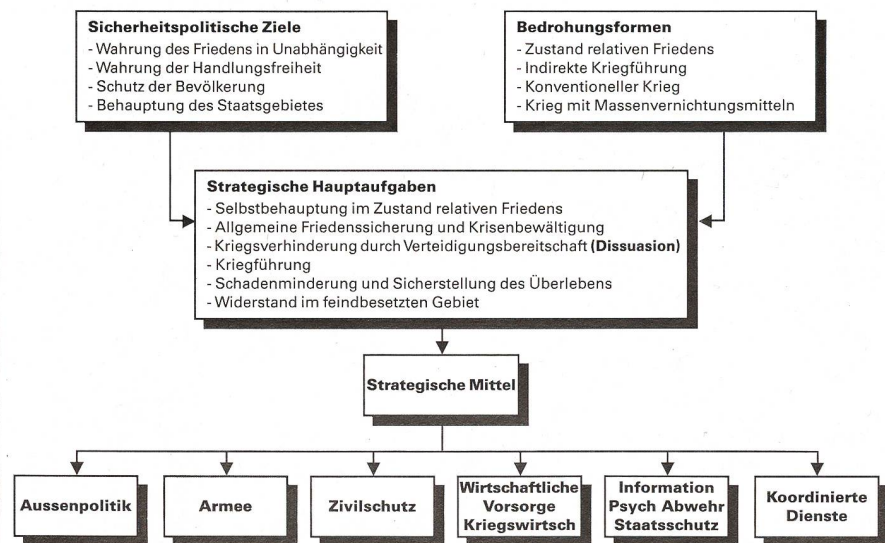 Sicherheitspolitische Ziele
- Wahrung des Friedens in Unabhängigkeit
- Wahrung der Handlungsfreiheit
- Schutz der Bevölkerung
- Behauptung des Staatsgebietes
Bedrohungsformen
- Zustand relativen Friedens
- Indirekte Kriegführung
- Konventioneller Krieg
- Krieg mit Massenvernichtungsmitteln
Strategische Hauptaufgaben
- Selbstbehauptung im Zustand relativen Friedens
- Allgemeine Friedenssicherung und Krisenbewältigung
- Kriegsverhinderung durch Verteidigungsbereitschaft (Dissuasion)
- Kriegführung
- Schadenminderung und Sicherstellung des Überlebens
- Widerstand im feindbesetzten Gebiet
Strategische Mittel
Aussenpolitik
Armee
Zivilschutz
Wirtschaftliche
Vorsorge
Kriegswirtsch
Information
Psych Abwehr
Staatsschutz
Koordinierte
Dienste